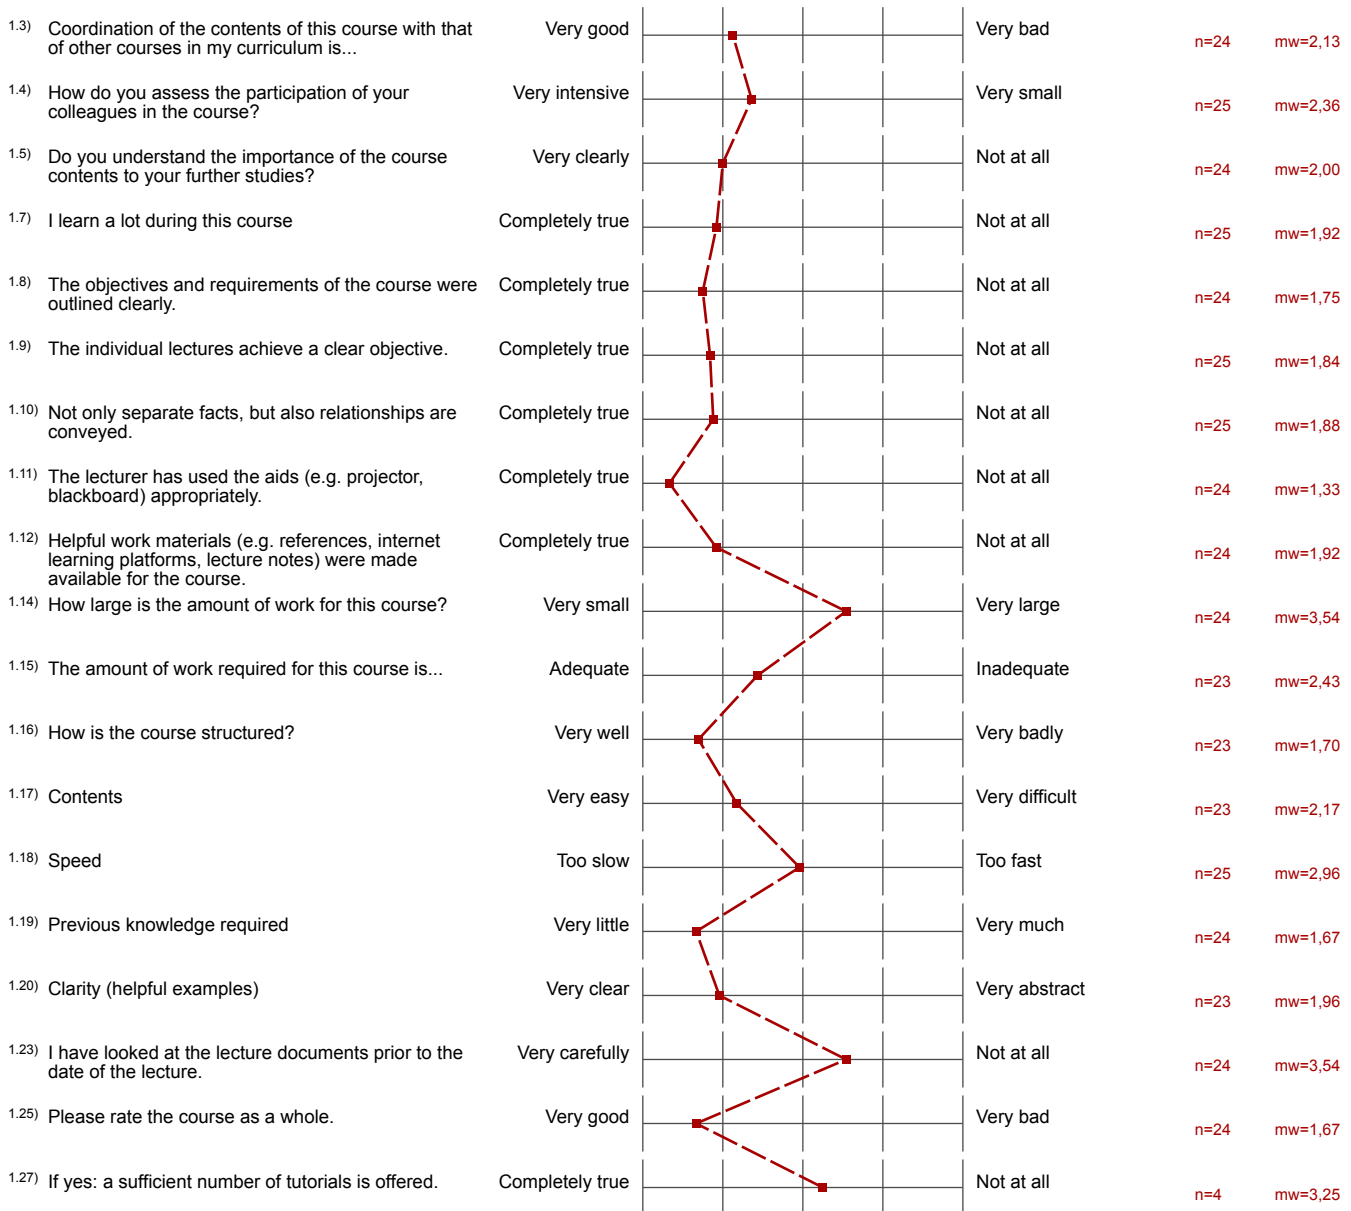 1.3) Coordination of the contents of this course with that of other courses in my curriculum is... Very good Very bad n=24 mw=2,13
1.4) How do you assess the participation of your colleagues in the course? Very intensive Very small n=25 mw=2,36
1.5) Do you understand the importance of the course contents to your further studies? Very clearly Not at all n=24 mw=2,00
1.7) I learn a lot during this course Completely true Not at all n=25 mw=1,92
1.8) The objectives and requirements of the course were outlined clearly. Completely true Not at all n=24 mw=1,75
1.9) The individual lectures achieve a clear objective. Completely true Not at all n=25 mw=1,84
1.10) Not only separate facts, but also relationships are conveyed. Completely true Not at all n=25 mw=1,88
1.11) The lecturer has used the aids (e.g. projector, blackboard) appropriately. Completely true Not at all n=24 mw=1,33
1.12) Helpful work materials (e.g. references, internet learning platforms, lecture notes) were made available for the course. Completely true Not at all n=24 mw=1,92
1.14) How large is the amount of work for this course? Very small Very large n=24 mw=3,54
1.15) The amount of work required for this course is... Adequate Inadequate n=23 mw=2,43
1.16) How is the course structured? Very well Very badly n=23 mw=1,70
1.17) Contents Very easy Very difficult n=23 mw=2,17
1.18) Speed Too slow Too fast n=25 mw=2,96
1.19) Previous knowledge required Very little Very much n=24 mw=1,67
1.20) Clarity (helpful examples) Very clear Very abstract n=23 mw=1,96
1.23) I have looked at the lecture documents prior to the date of the lecture. Very carefully Not at all n=24 mw=3,54
1.25) Please rate the course as a whole. Very good Very bad n=24 mw=1,67
1.27) If yes: a sufficient number of tutorials is offered. Completely true Not at all n=4 mw=3,25